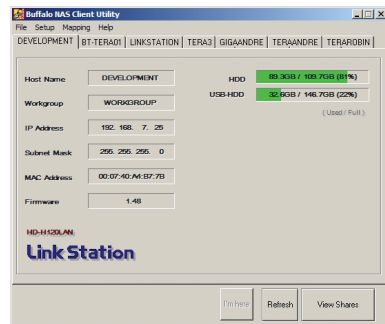 Buffalo NAS Client Utility
File Setup Mapping Help
DEVELOPMENT BT-TERA01 LINKSTATION TERA3 GIGAANDRE TERAANDRE TERAROBIN
Host Name DEVELOPMENT HDD 89.3GB / 109.7GB (81%)
Workgroup WORKGROUP USB-HDD 32.6GB / 146.7GB (22%)
( Used / Full )
IP Address 192. 168. 7. 25
Subnet Mask 255. 255. 255. 0
MAC Address 00:07:40:A4:B7:7B
Firmware 1.48
HD-H120LAN
Link Station
I'm here Refresh View Shares